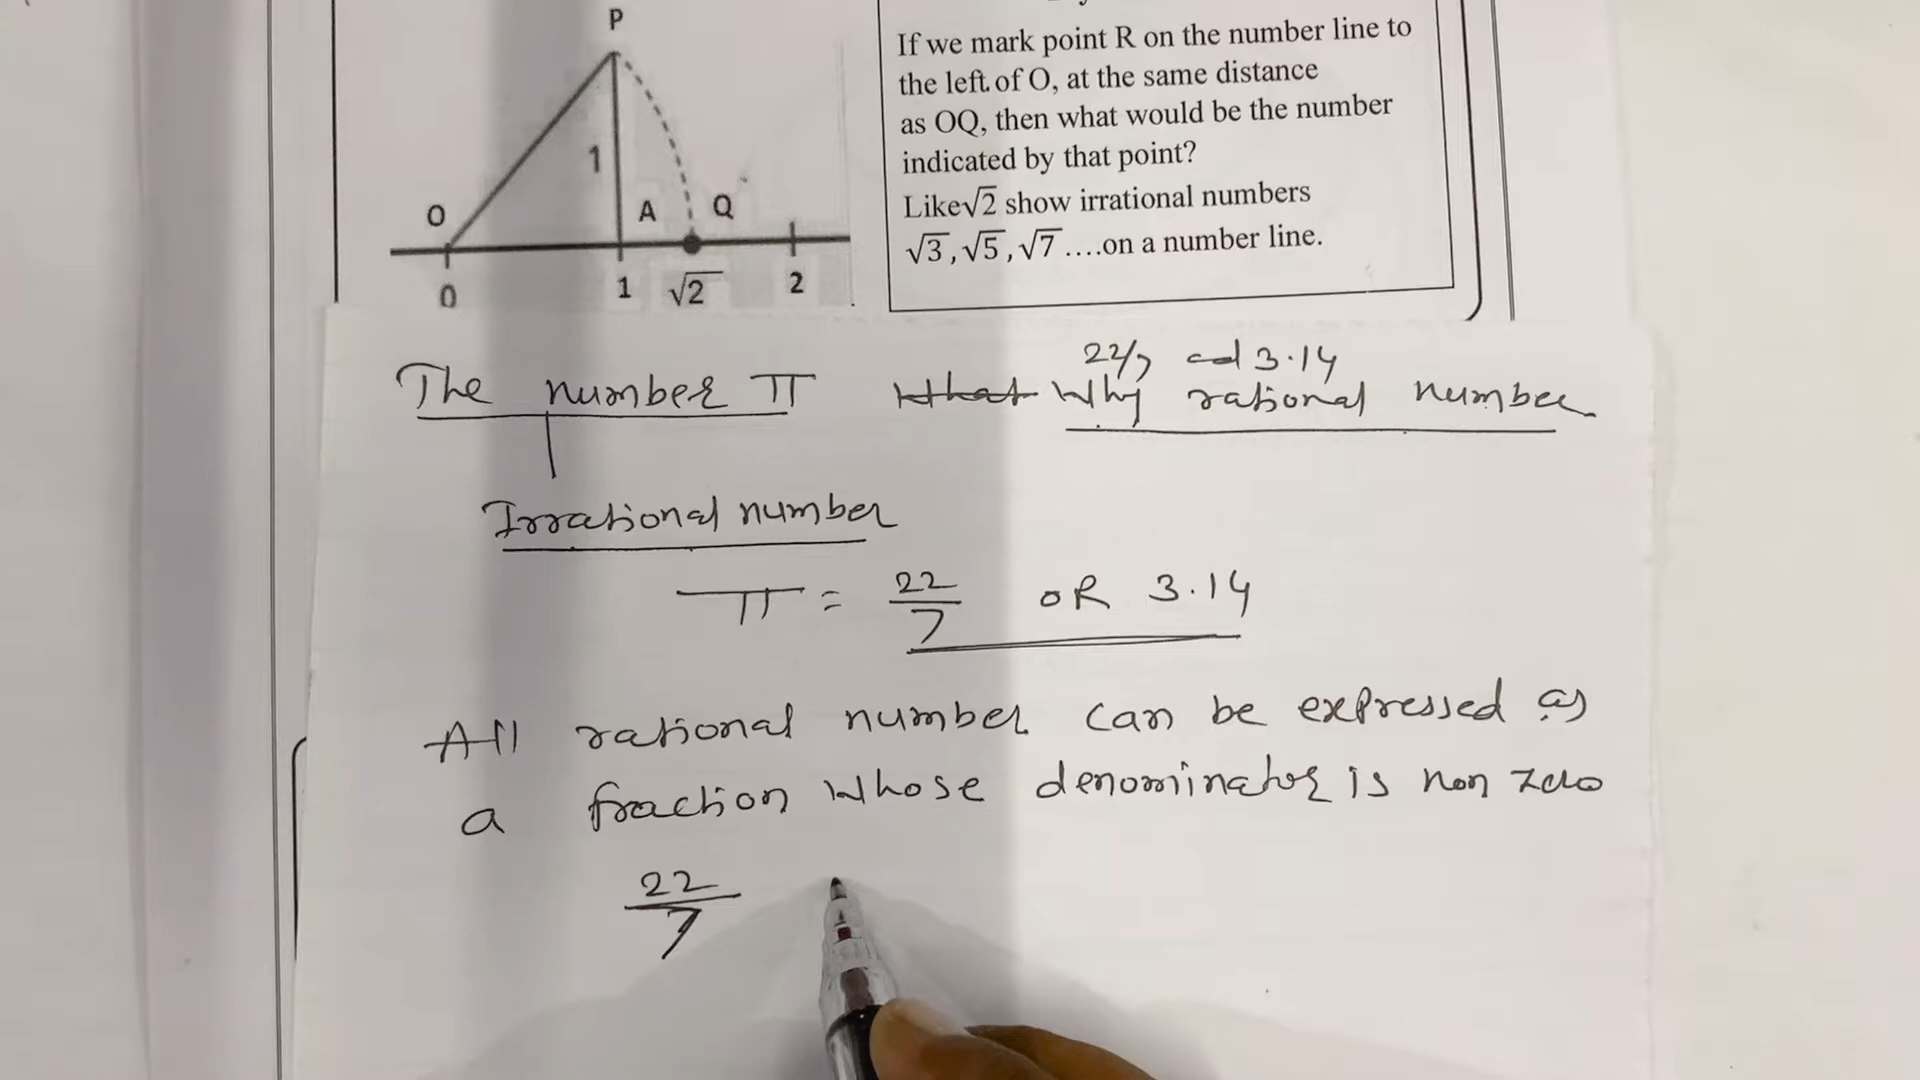 P
1
O
A
Q
0
1
√2
2
If we mark point R on the number line to
the left of O, at the same distance
as OQ, then what would be the number
indicated by that point?
Like √2 show irrational numbers
√3, √5, √7 ....on a number line.
22/7 and 3.14
The number π What Why rational number
Irrational number
π = 22/7 OR 3.14
All rational number can be expressed as
a fraction whose denominator is non zero
22/7